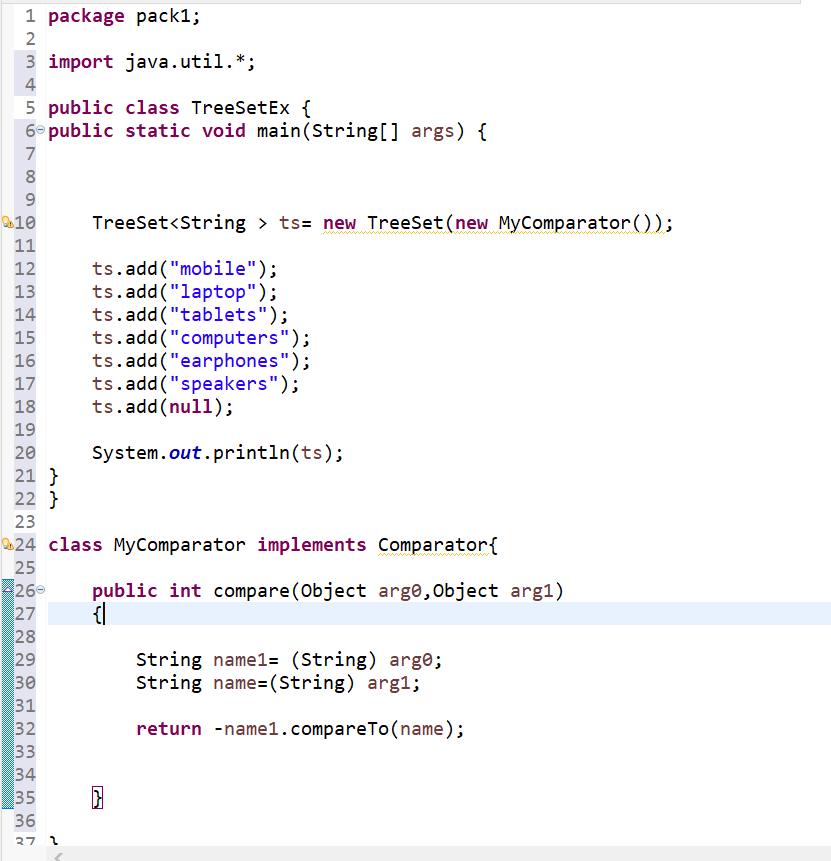 1 package pack1;
2
3 import java.util.*;
4
5 public class TreeSetEx {
6 public static void main(String[] args) {
7
8
9
10     TreeSet<String > ts= new TreeSet(new MyComparator());
11
12     ts.add("mobile");
13     ts.add("laptop");
14     ts.add("tablets");
15     ts.add("computers");
16     ts.add("earphones");
17     ts.add("speakers");
18     ts.add(null);
19
20     System.out.println(ts);
21 }
22 }
23
24 class MyComparator implements Comparator{
25
26     public int compare(Object arg0,Object arg1)
27     {
28
29         String name1= (String) arg0;
30         String name=(String) arg1;
31
32         return -name1.compareTo(name);
33
34
35     }
36
37 }